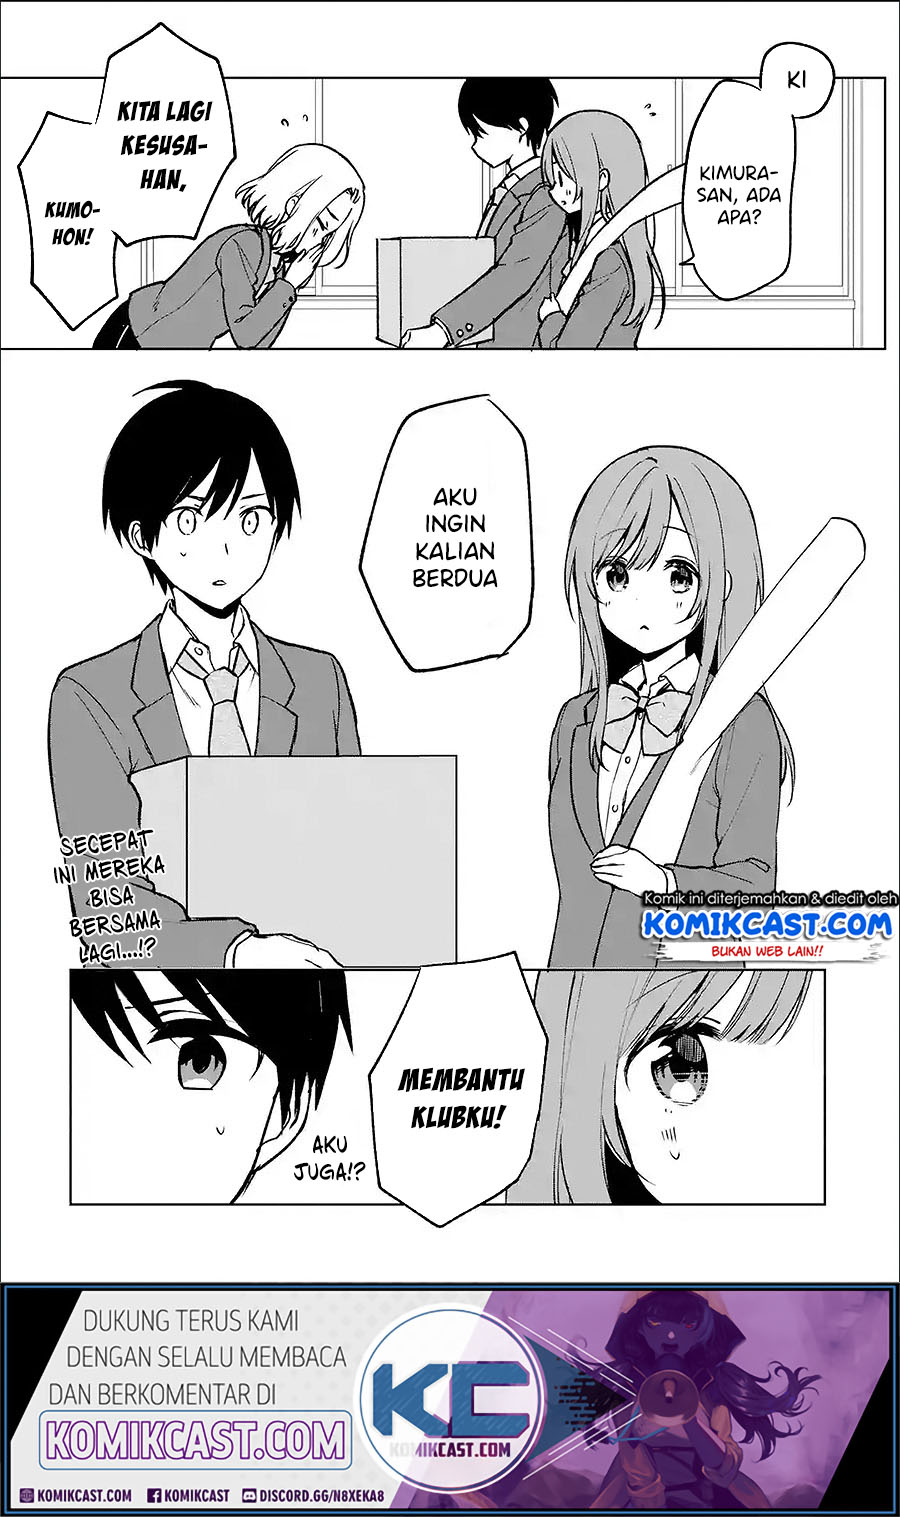 KI
KIMURA-
SAN, ADA
APA?
KITA LAGI
KESUSA-
HAN,
KUMO-
HON!
AKU
INGIN
KALIAN
BERDUA
SECEPAT
INI MEREKA
BISA
BERSAMA
LAGI...!?
Komik ini diterjemahkan & diedit oleh
KOMIKCAST.COM
BUKAN WEB LAIN!!
MEMBANTU
KLUBKU!
AKU
JUGA!?
DUKUNG TERUS KAMI
DENGAN SELALU MEMBACA
DAN BERKOMENTAR DI
KOMIKCAST.COM
KC
KOMIKCAST.COM
KOMIKCAST.COM
KOMIKCAST
DISCORD.GG/N8XEKA8